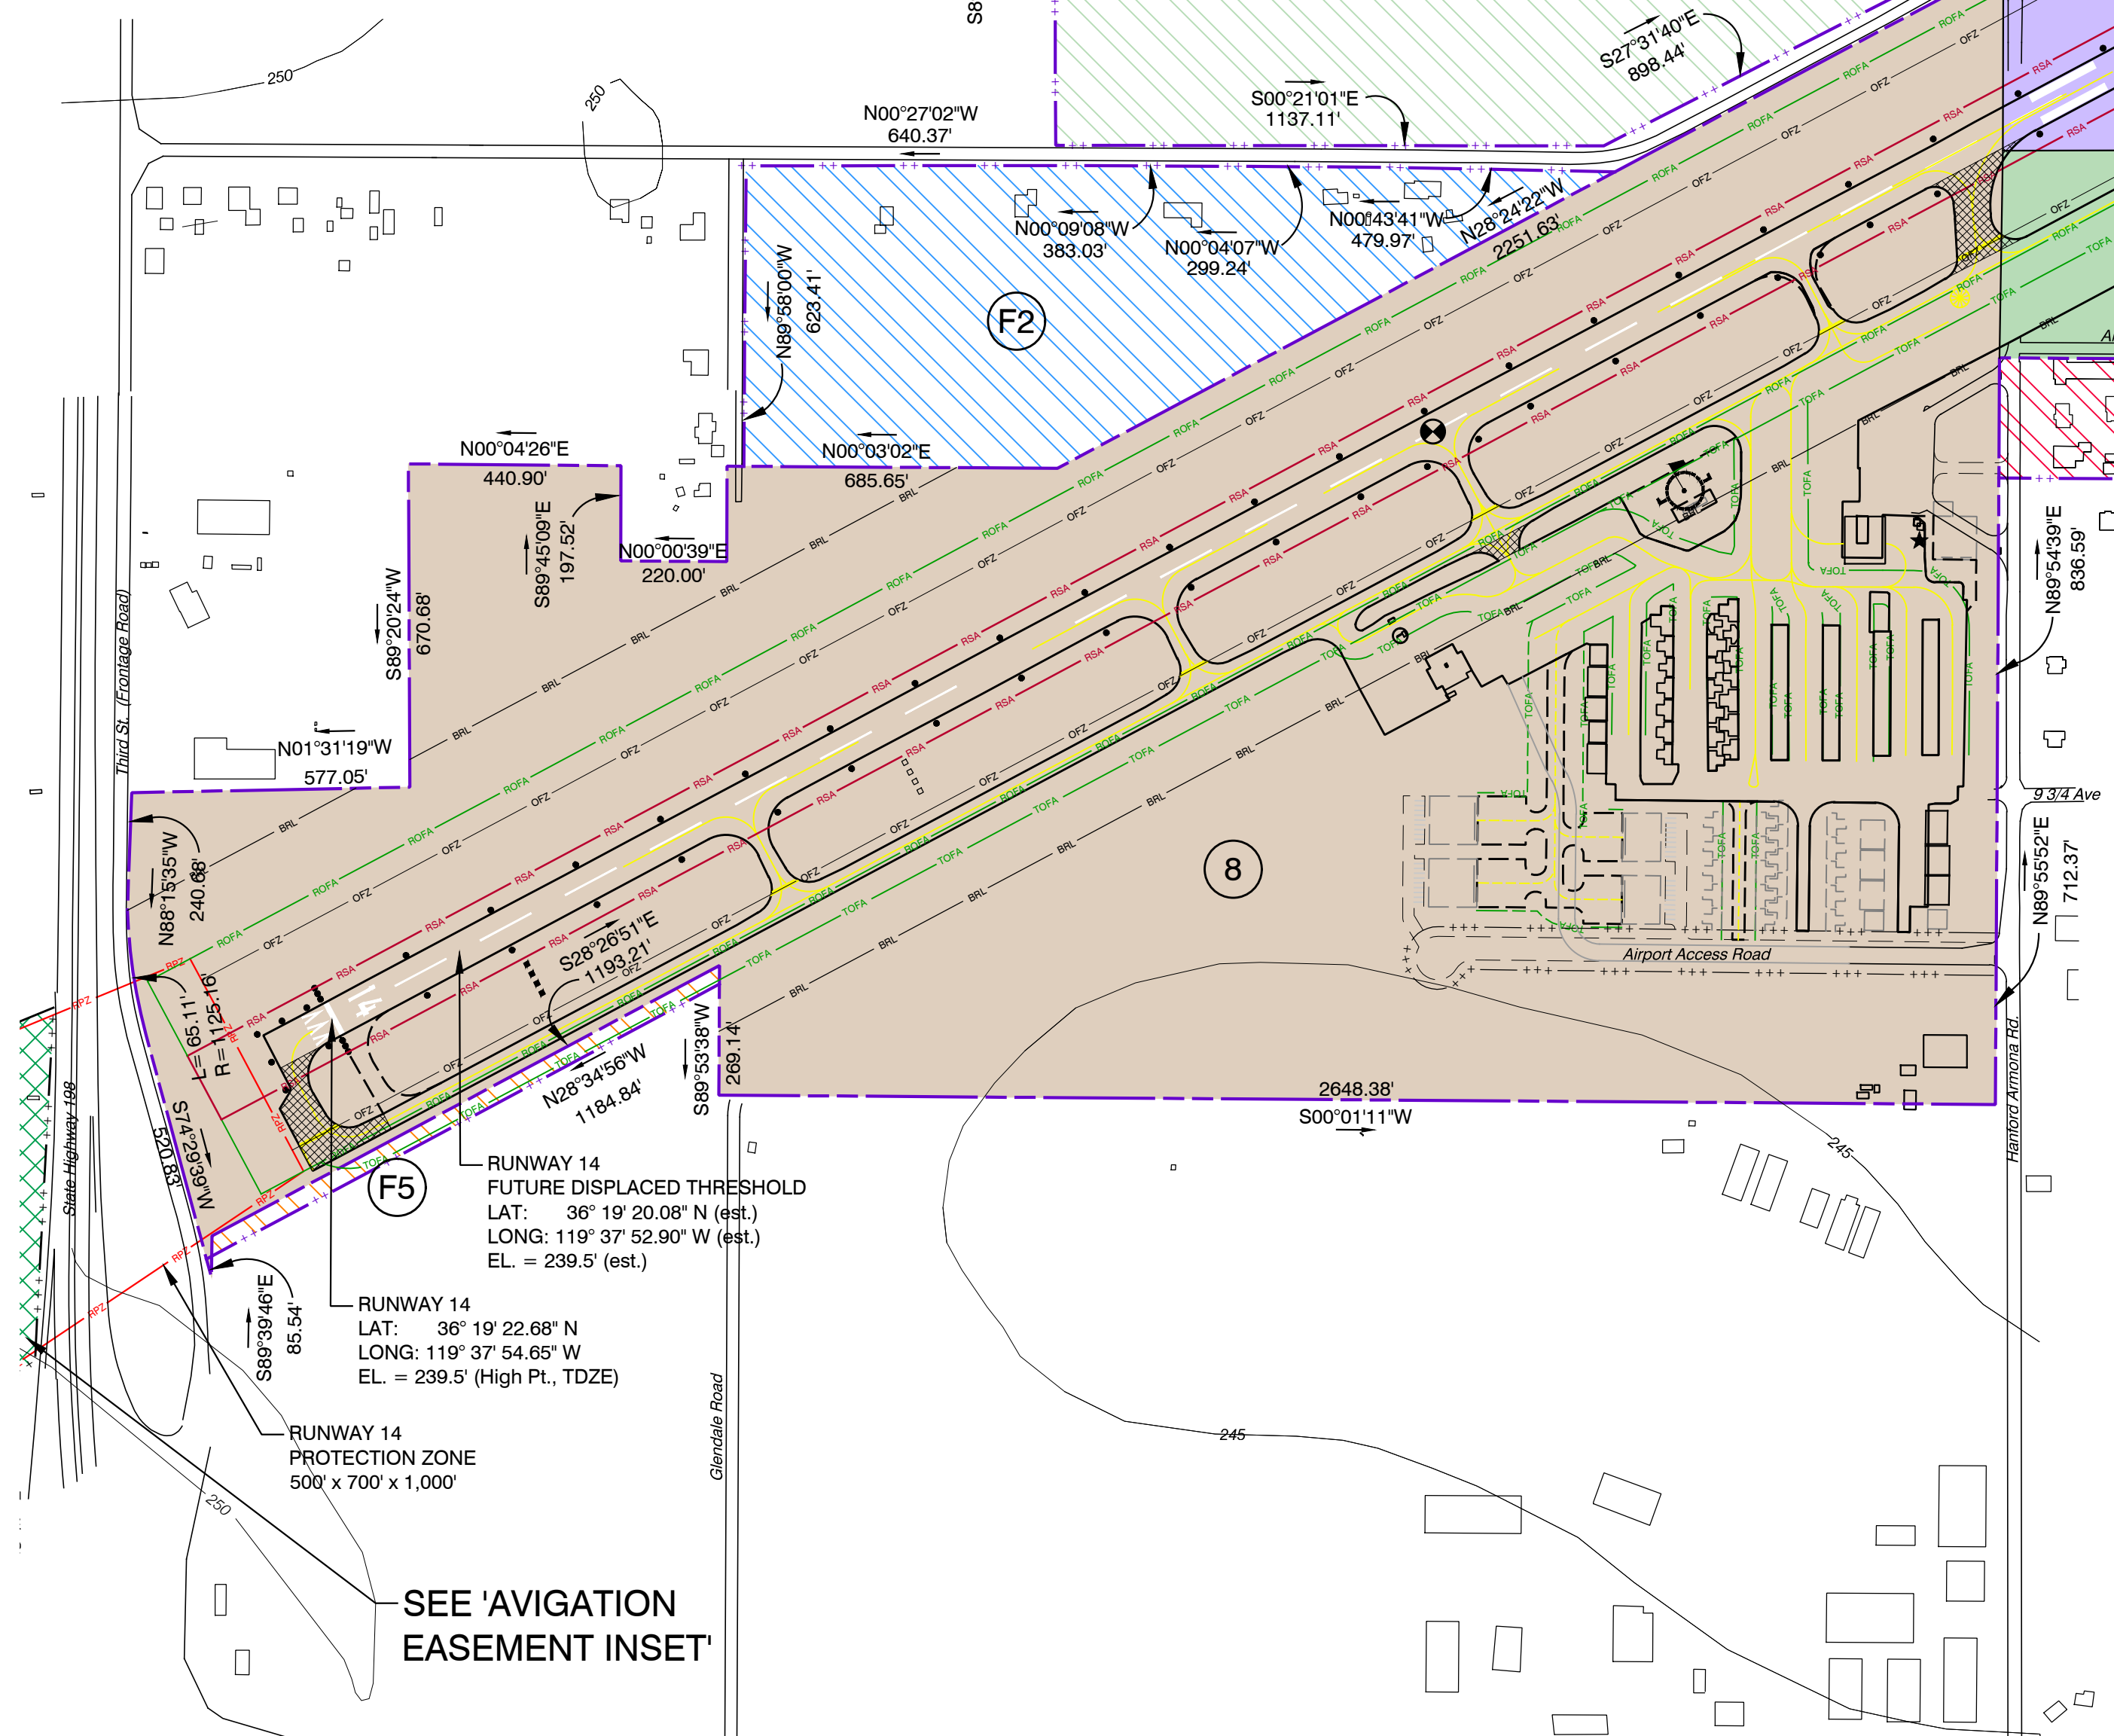 S8
S27°31'40"E
898.44'
250
250
N00°27'02"W
640.37'
S00°21'01"E
1137.11'
N00°09'08"W
383.03'
N00°04'07"W
299.24'
N00°43'41"W
479.97'
N28°24'22"W
2251.63'
N89°58'00"W
623.41'
F2
N00°04'26"E
440.90'
N00°03'02"E
685.65'
S89°45'09"E
197.52'
N00°00'39"E
220.00'
S89°20'24"W
670.68'
Third St. (Frontage Road)
N01°31'19"W
577.05'
N88°15'35"W
240.68'
L= 65.11'
R=1125.16'
S74°29'39"W
520.83'
State Highway 198
ROFA
OFZ
RSA
BRL
TOFA
RPZ
14
S28°26'51"E
1193.21'
N28°34'56"W
1184.84'
S89°53'38"W
269.14'
8
Airport Access Road
N89°54'39"E
836.59'
9 3/4 Ave
N89°55'52"E
712.37'
Hanford Armona Rd.
2648.38'
S00°01'11"W
245
245
F5
RUNWAY 14
FUTURE DISPLACED THRESHOLD
LAT: 36° 19' 20.08" N (est.)
LONG: 119° 37' 52.90" W (est.)
EL. = 239.5' (est.)
S89°39'46"E
85.54'
RUNWAY 14
LAT: 36° 19' 22.68" N
LONG: 119° 37' 54.65" W
EL. = 239.5' (High Pt., TDZE)
RUNWAY 14
PROTECTION ZONE
500' x 700' x 1,000'
250
Glendale Road
SEE 'AVIGATION
EASEMENT INSET'